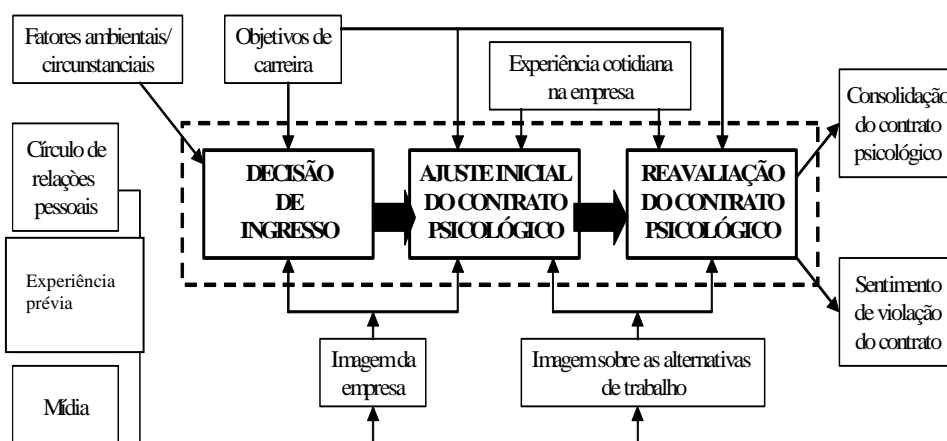 Fatores ambientais/
circunstanciais
Objetivos de
carreira
Experiência cotidiana
na empresa
Consolidação
do contrato
psicológico
Círculo de
relações
pessoais
DECISÃO
DE
INGRESSO
AJUSTE INICIAL
DO CONTRATO
PSICOLÓGICO
REAVALIAÇÃO
DO CONTRATO
PSICOLÓGICO
Experiência
prévia
Sentimento
de violação
do contrato
Imagem da
empresa
Imagem sobre as alternativas
de trabalho
Mídia